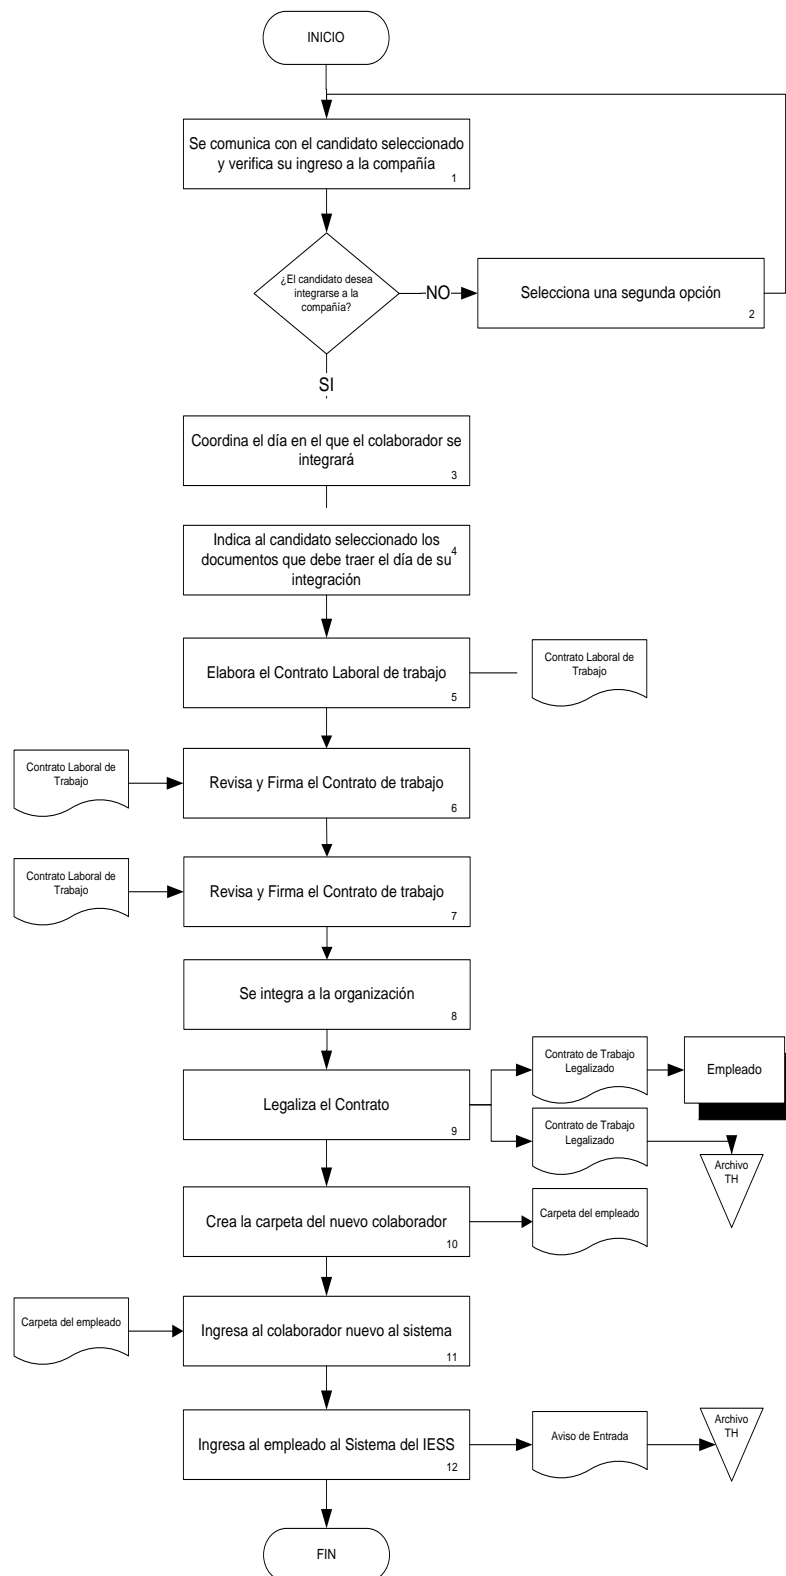 INICIO
Se comunica con el candidato seleccionado
y verifica su ingreso a la compañía
1
¿El candidato desea
integrarse a la
compañía?
NO
Selecciona una segunda opción
2
SI
Coordina el día en el que el colaborador se
integrará
3
Indica al candidato seleccionado los
documentos que debe traer el día de su
integración
4
Elabora el Contrato Laboral de trabajo
5
Contrato Laboral de
Trabajo
Contrato Laboral de
Trabajo
Revisa y Firma el Contrato de trabajo
6
Contrato Laboral de
Trabajo
Revisa y Firma el Contrato de trabajo
7
Se integra a la organización
8
Legaliza el Contrato
9
Contrato de Trabajo
Legalizado
Empleado
Contrato de Trabajo
Legalizado
Archivo
TH
Crea la carpeta del nuevo colaborador
10
Carpeta del empleado
Carpeta del empleado
Ingresa al colaborador nuevo al sistema
11
Ingresa al empleado al Sistema del IESS
12
Aviso de Entrada
Archivo
TH
FIN